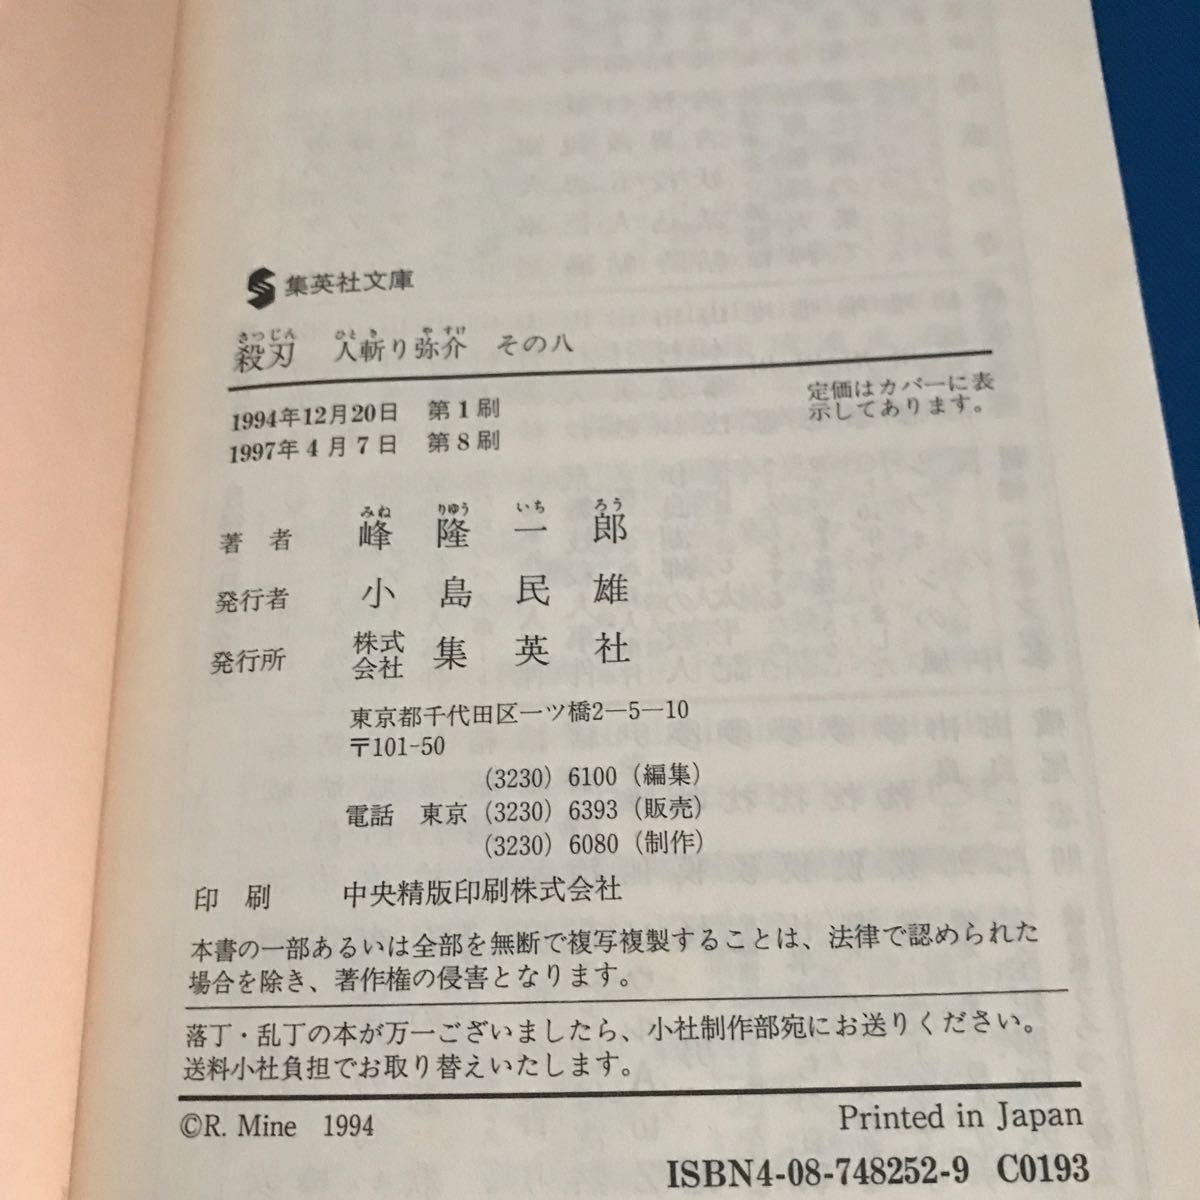 集英社文庫
さつじん ひと き や すけ
殺刃 人斬り弥介 その八
1994年12月20日 第1刷
1997年4月7日 第8刷
定価はカバーに表
示してあります。
みね りゆう いち ろう
著者 峰隆一郎
発行者 小島民雄
発行所 株式会社 集英社
東京都千代田区一ツ橋2—5—10
〒101-50
(3230) 6100 (編集)
電話 東京 (3230) 6393 (販売)
(3230) 6080 (制作)
印刷 中央精版印刷株式会社
本書の一部あるいは全部を無断で複写複製することは、法律で認められた
場合を除き、著作権の侵害となります。
落丁・乱丁の本が万一ございましたら、小社制作部宛にお送りください。
送料小社負担でお取り替えいたします。
©R. Mine 1994
Printed in Japan
ISBN4-08-748252-9 C0193